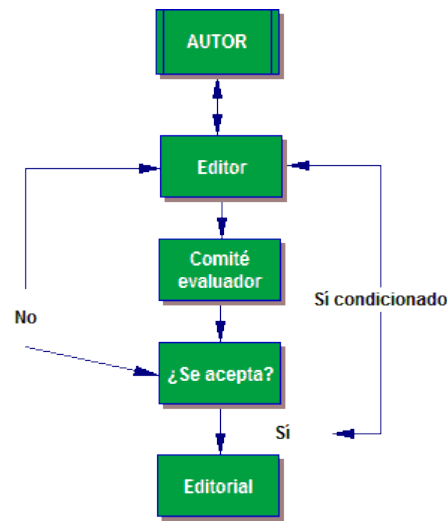 AUTOR
Editor
Comité
evaluador
Sí condicionado
No
¿Se acepta?
Sí
Editorial